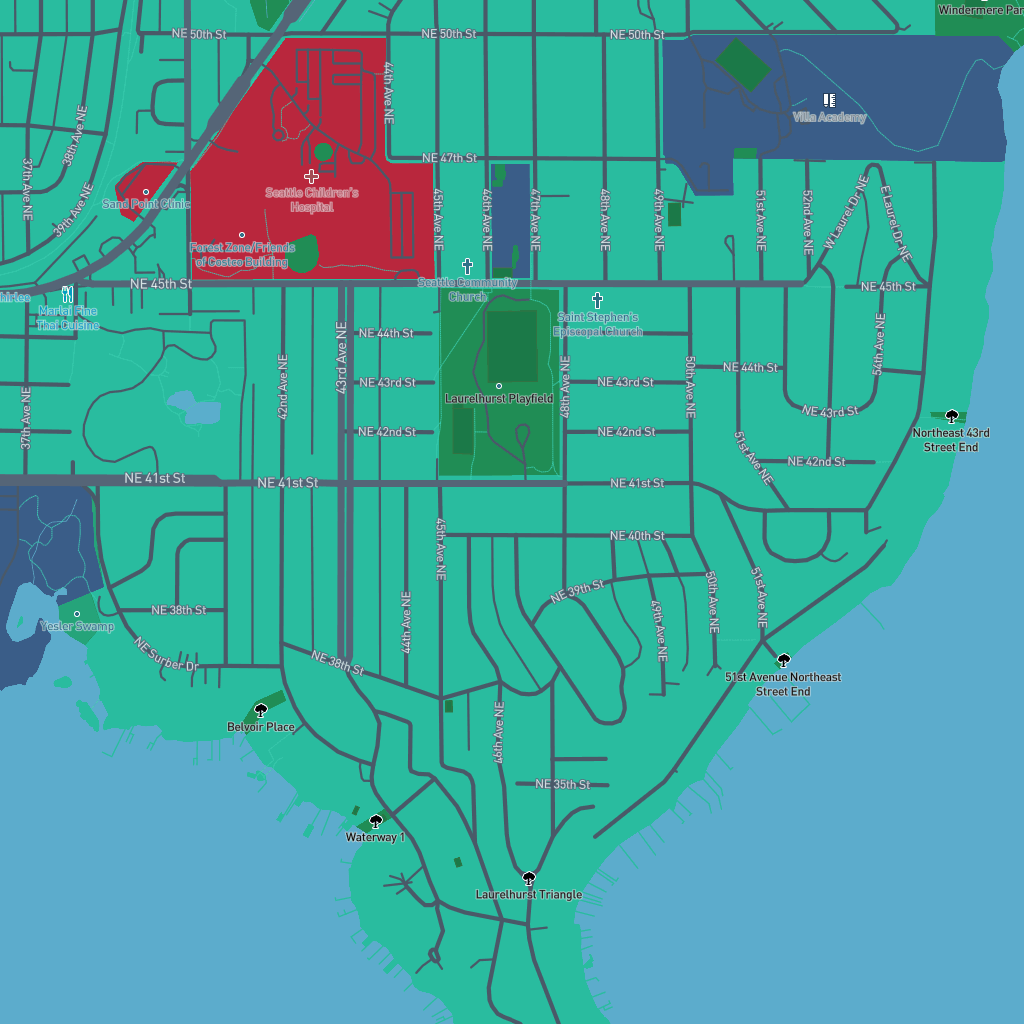 Windermere Par
NE 50th St
NE 50th St
NE 50th St
44th Ave NE
38th Ave NE
Villa Academy
NE 47th St
37th Ave NE
Seattle Children's
Hospital
Sand Point Clinic
39th Ave NE
45th Ave NE
46th Ave NE
47th Ave NE
48th Ave NE
49th Ave NE
51st Ave NE
52nd Ave NE
W Laurel Dr NE
E Laurel Dr NE
Forest Zone/Friends
of Costco Building
NE 45th St
Seattle Community
Church
NE 45th St
Marlai Fine
Thai Cuisine
Saint Stephen's
Episcopal Church
NE 44th St
43rd Ave NE
42nd Ave NE
54th Ave NE
NE 44th St
NE 43rd St
NE 43rd St
48th Ave NE
50th Ave NE
Laurelhurst Playfield
NE 43rd St
37th Ave NE
Northeast 43rd
Street End
NE 42nd St
NE 42nd St
51st Ave NE
NE 42nd St
NE 41st St
NE 41st St
NE 41st St
45th Ave NE
NE 40th St
NE 39th St
44th Ave NE
49th Ave NE
50th Ave NE
51st Ave NE
NE 38th St
Yesler Swamp
NE Surber Dr
NE 38th St
51st Avenue Northeast
Street End
Belvoir Place
46th Ave NE
NE 35th St
Waterway 1
Laurelhurst Triangle